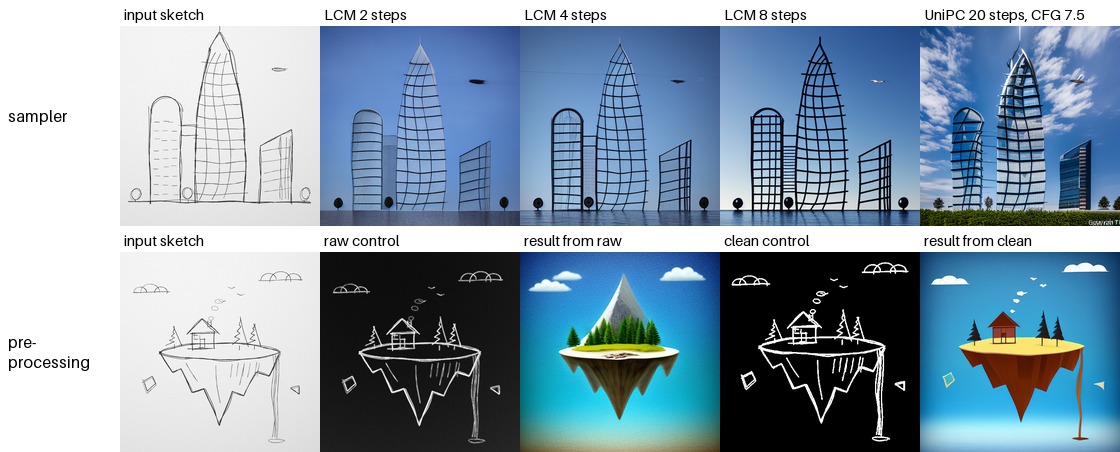 input sketch
LCM 2 steps
LCM 4 steps
LCM 8 steps
UniPC 20 steps, CFG 7.5
sampler
input sketch
raw control
result from raw
clean control
result from clean
pre-
processing